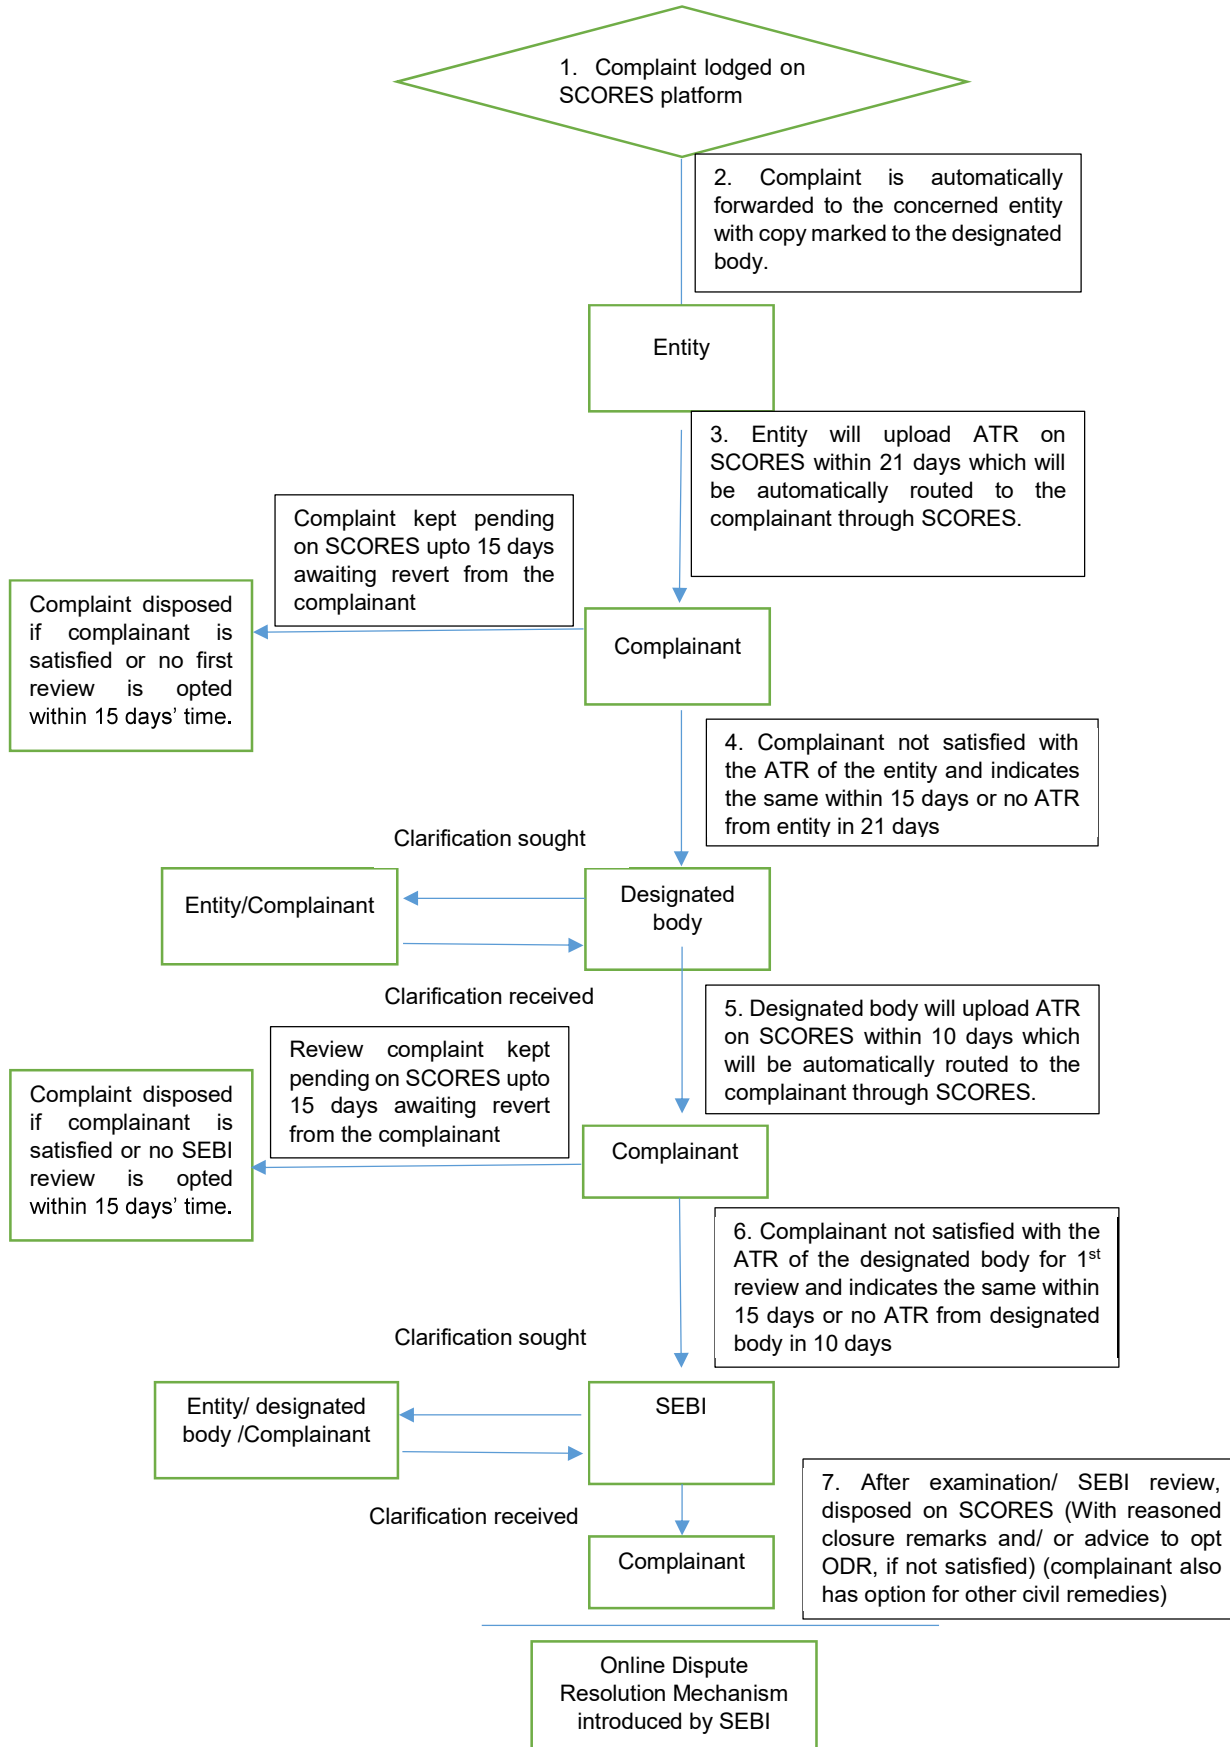 1. Complaint lodged on
SCORES platform
2. Complaint is automatically
forwarded to the concerned entity
with copy marked to the designated
body.
Entity
3. Entity will upload ATR on
SCORES within 21 days which will
be automatically routed to the
complainant through SCORES.
Complaint kept pending
on SCORES upto 15 days
awaiting revert from the
complainant
Complaint disposed
if complainant is
satisfied or no first
review is opted
within 15 days’ time.
Complainant
4. Complainant not satisfied with
the ATR of the entity and indicates
the same within 15 days or no ATR
from entity in 21 days
Clarification sought
Entity/Complainant
Designated
body
Clarification received
5. Designated body will upload ATR
on SCORES within 10 days which
will be automatically routed to the
complainant through SCORES.
Review complaint kept
pending on SCORES upto
15 days awaiting revert
from the complainant
Complaint disposed
if complainant is
satisfied or no SEBI
review is opted
within 15 days’ time.
Complainant
6. Complainant not satisfied with the
ATR of the designated body for 1st
review and indicates the same within
15 days or no ATR from designated
body in 10 days
Clarification sought
Entity/ designated
body /Complainant
SEBI
Clarification received
7. After examination/ SEBI review,
disposed on SCORES (With reasoned
closure remarks and/ or advice to opt
ODR, if not satisfied) (complainant also
has option for other civil remedies)
Complainant
Online Dispute
Resolution Mechanism
introduced by SEBI